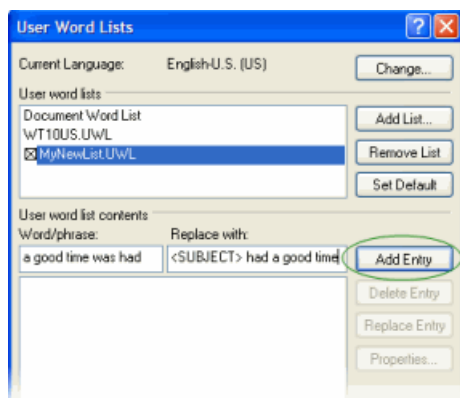 User Word Lists
Current Language: English-U.S. (US) Change...
User word lists
Document Word List Add List...
WT10US.UWL
MyNewList.UWL Remove List
Set Default
User word list contents
Word/phrase: Replace with:
a good time was had <SUBJECT> had a good time Add Entry
Delete Entry
Replace Entry
Properties...